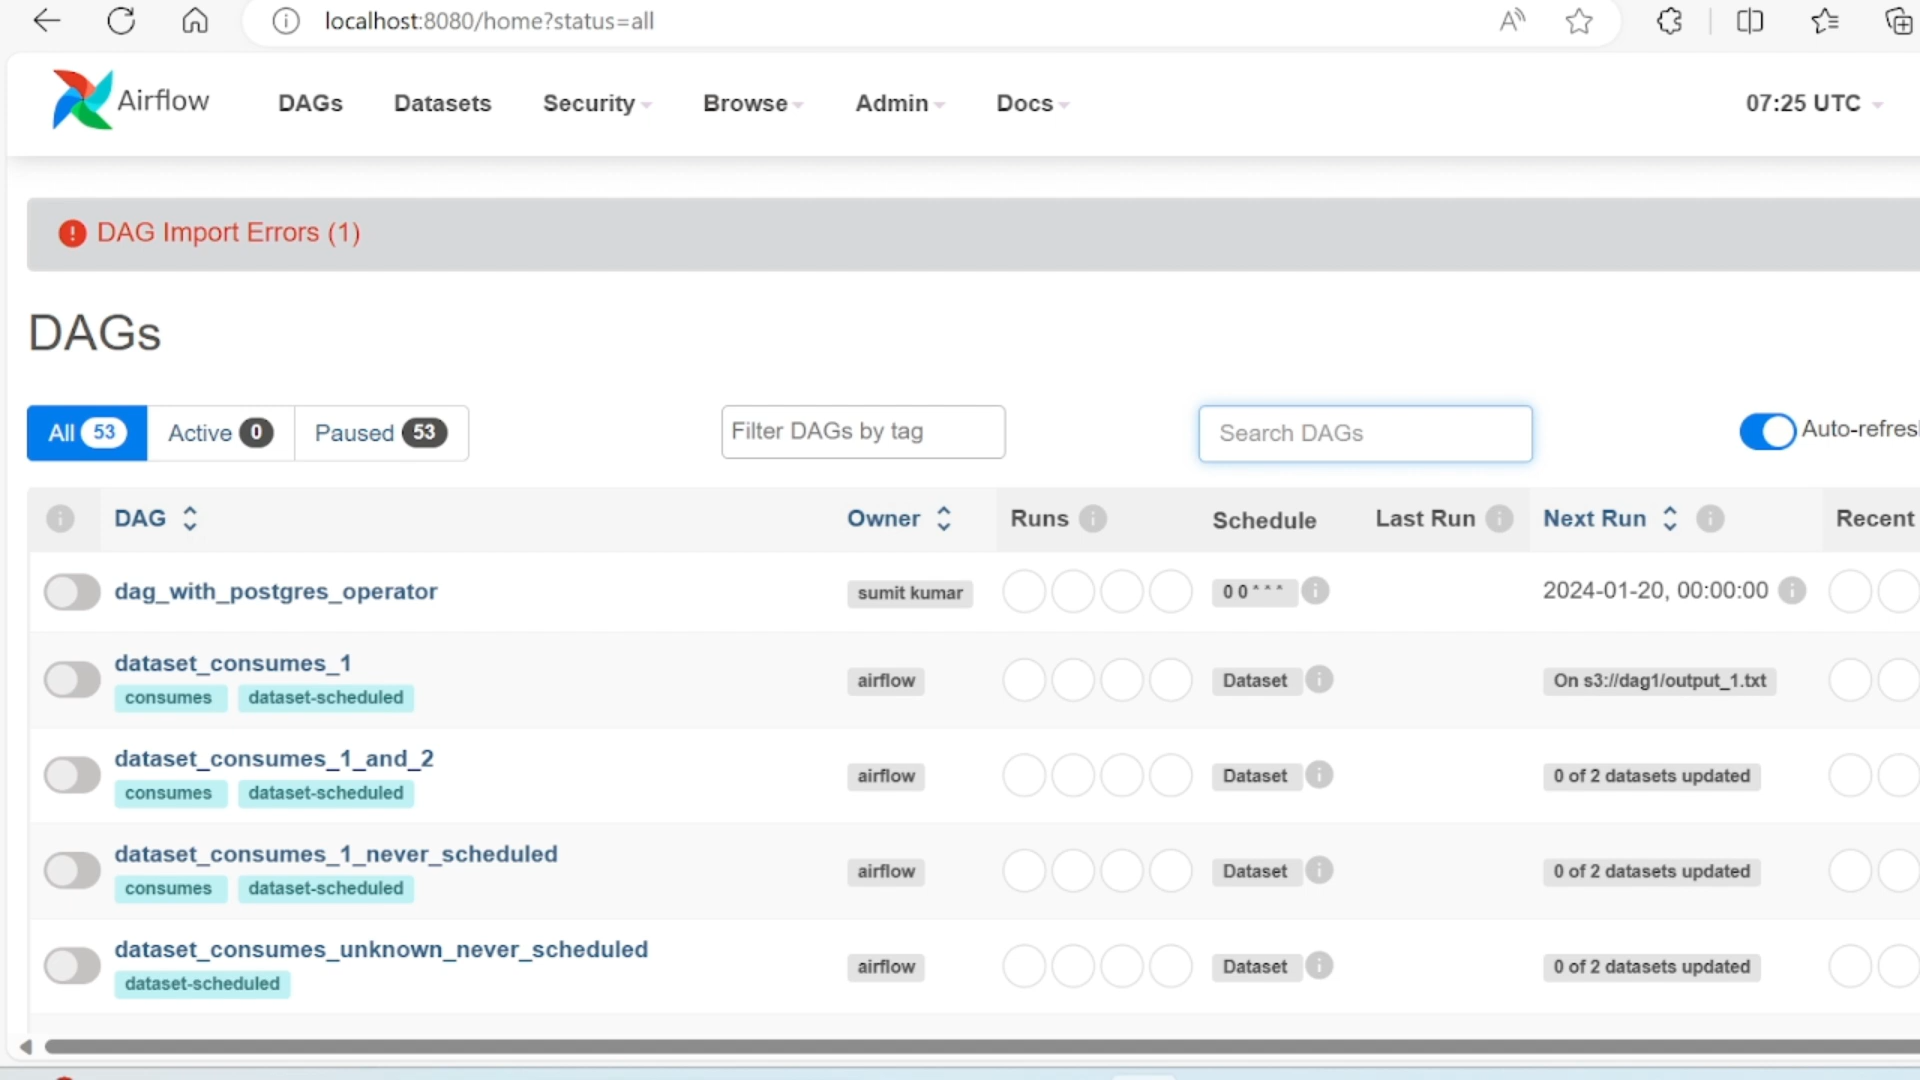 localhost:8080/home?status=all
Airflow DAGs Datasets Security Browse Admin Docs 07:25 UTC
DAG Import Errors (1)
DAGs
All 53 Active 0 Paused 53 Filter DAGs by tag Search DAGs Auto-refresh
DAG Owner Runs Schedule Last Run Next Run Recent
dag_with_postgres_operator sumit kumar 0 0 * * * 2024-01-20, 00:00:00
dataset_consumes_1 airflow Dataset On s3://dag1/output_1.txt
consumes dataset-scheduled
dataset_consumes_1_and_2 airflow Dataset 0 of 2 datasets updated
consumes dataset-scheduled
dataset_consumes_1_never_scheduled airflow Dataset 0 of 2 datasets updated
consumes dataset-scheduled
dataset_consumes_unknown_never_scheduled airflow Dataset 0 of 2 datasets updated
dataset-scheduled